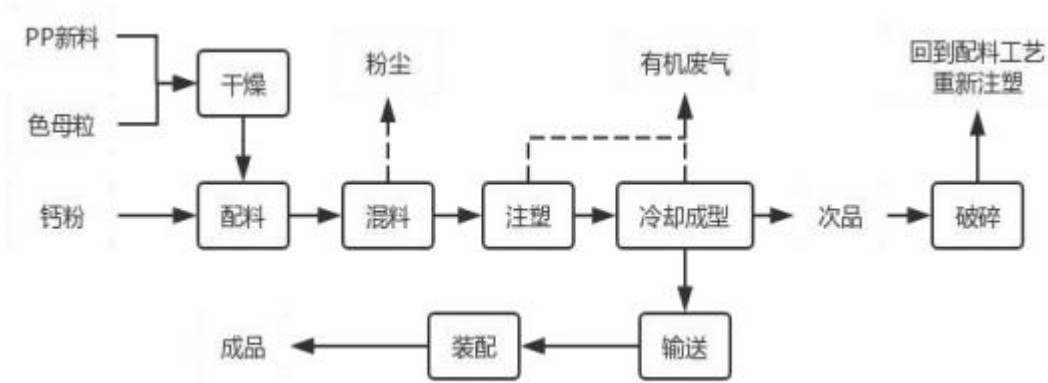 PP新料
色母粒
钙粉
干燥
粉尘
有机废气
回到配料工艺
重新注塑
配料
混料
注塑
冷却成型
次品
破碎
成品
装配
输送